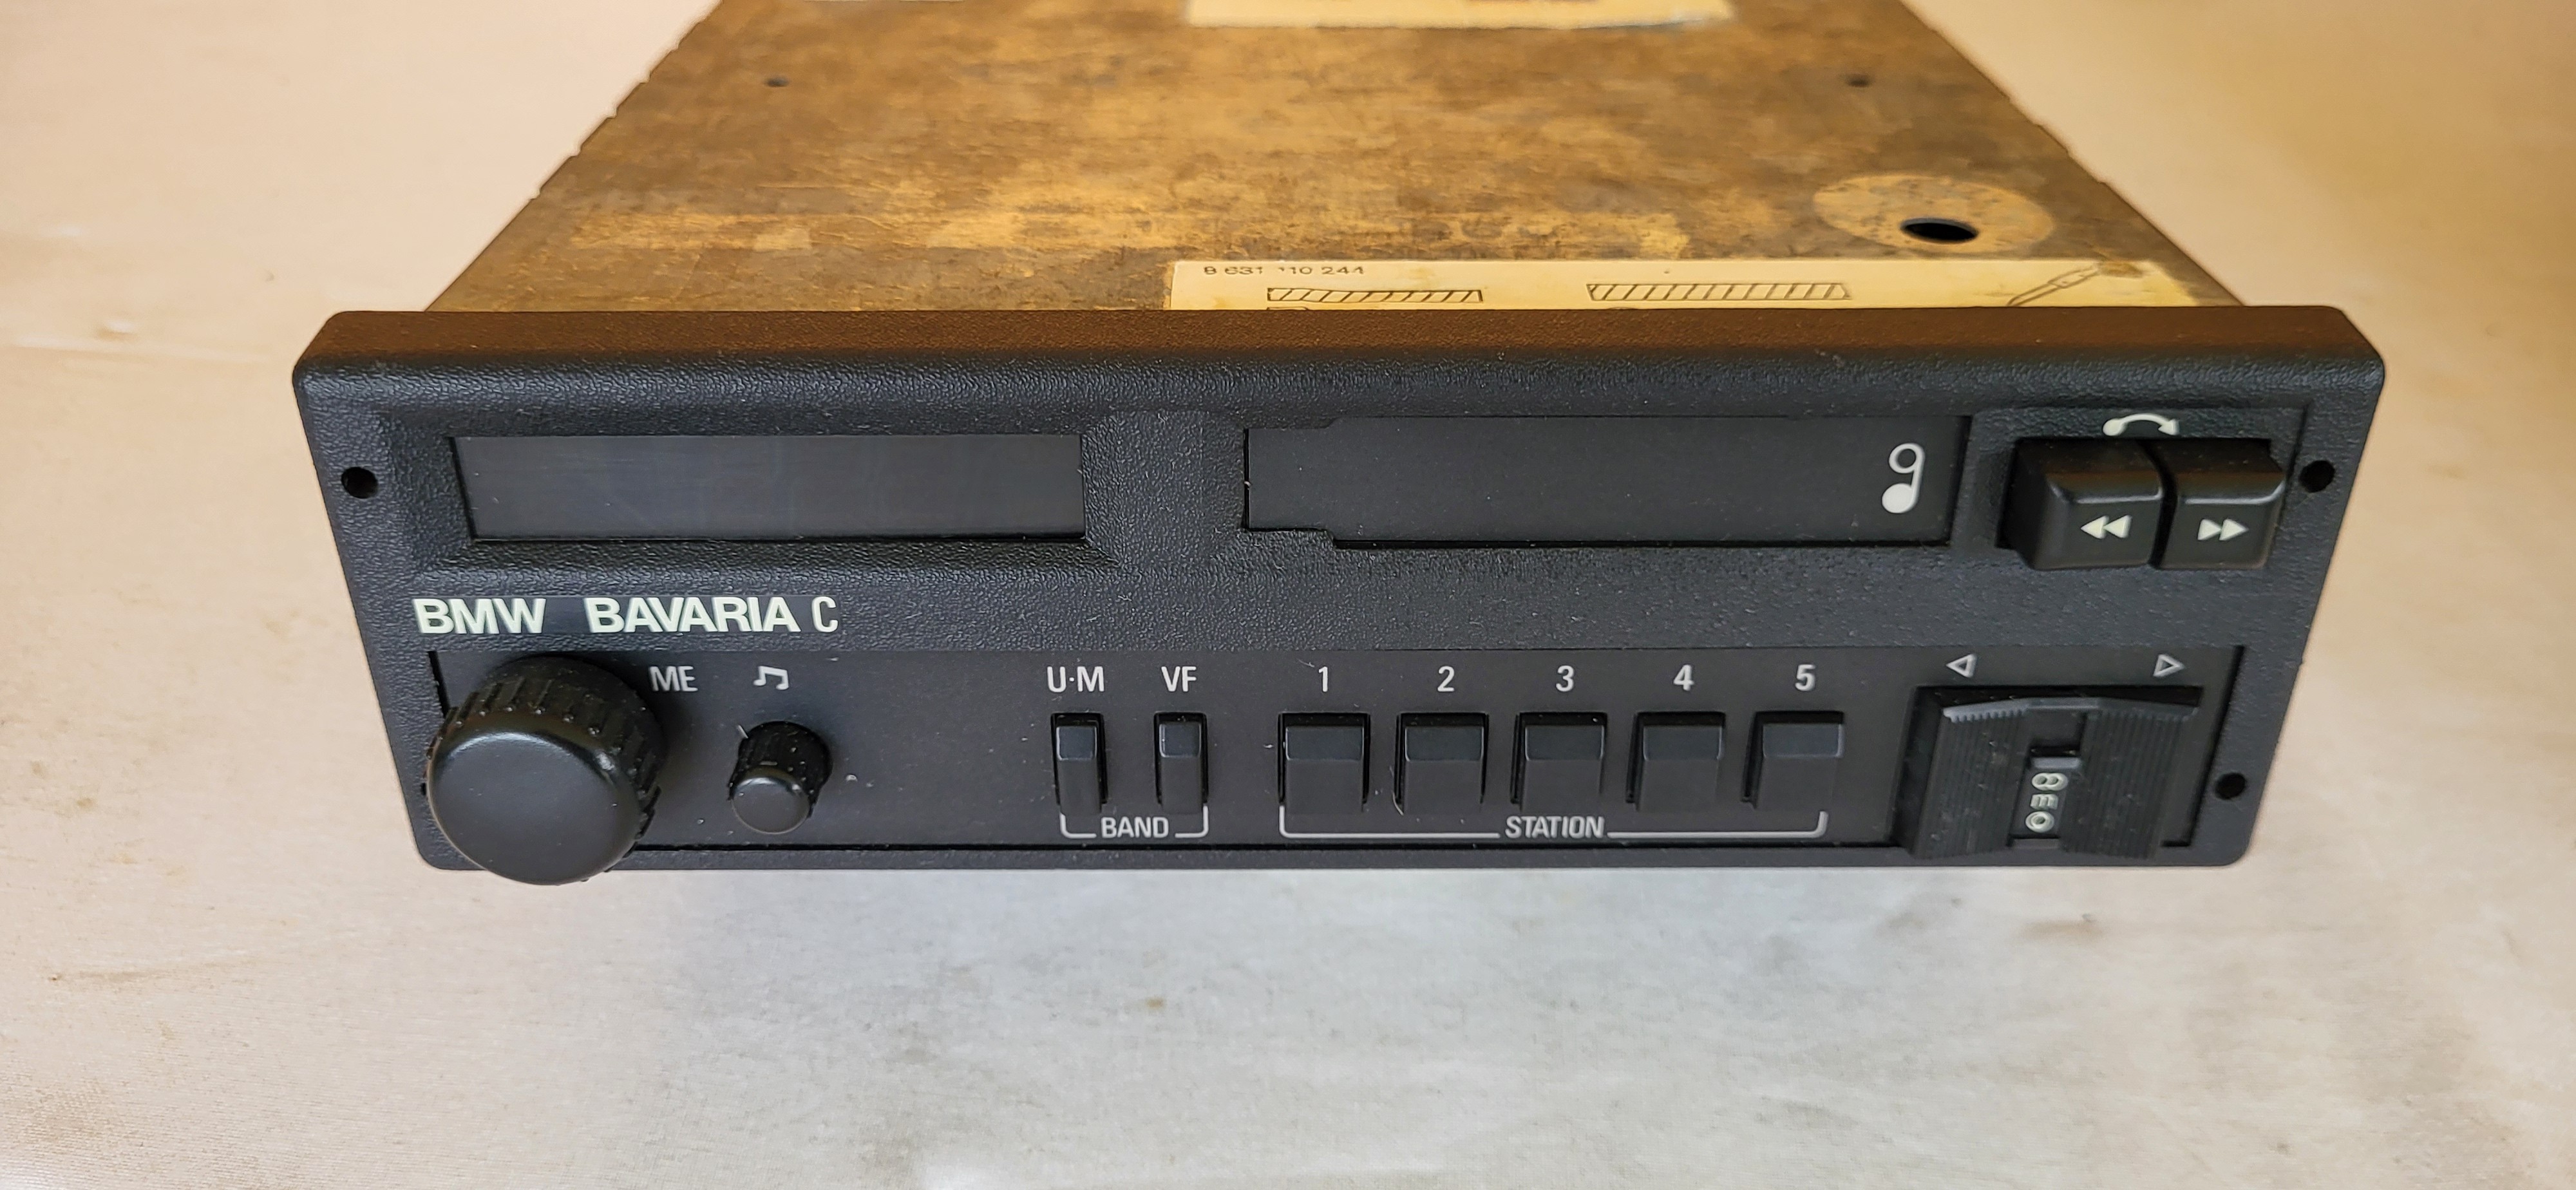 8 631 110 244
BMW BAVARIA C
ME U·M VF 1 2 3 4 5
BAND STATION